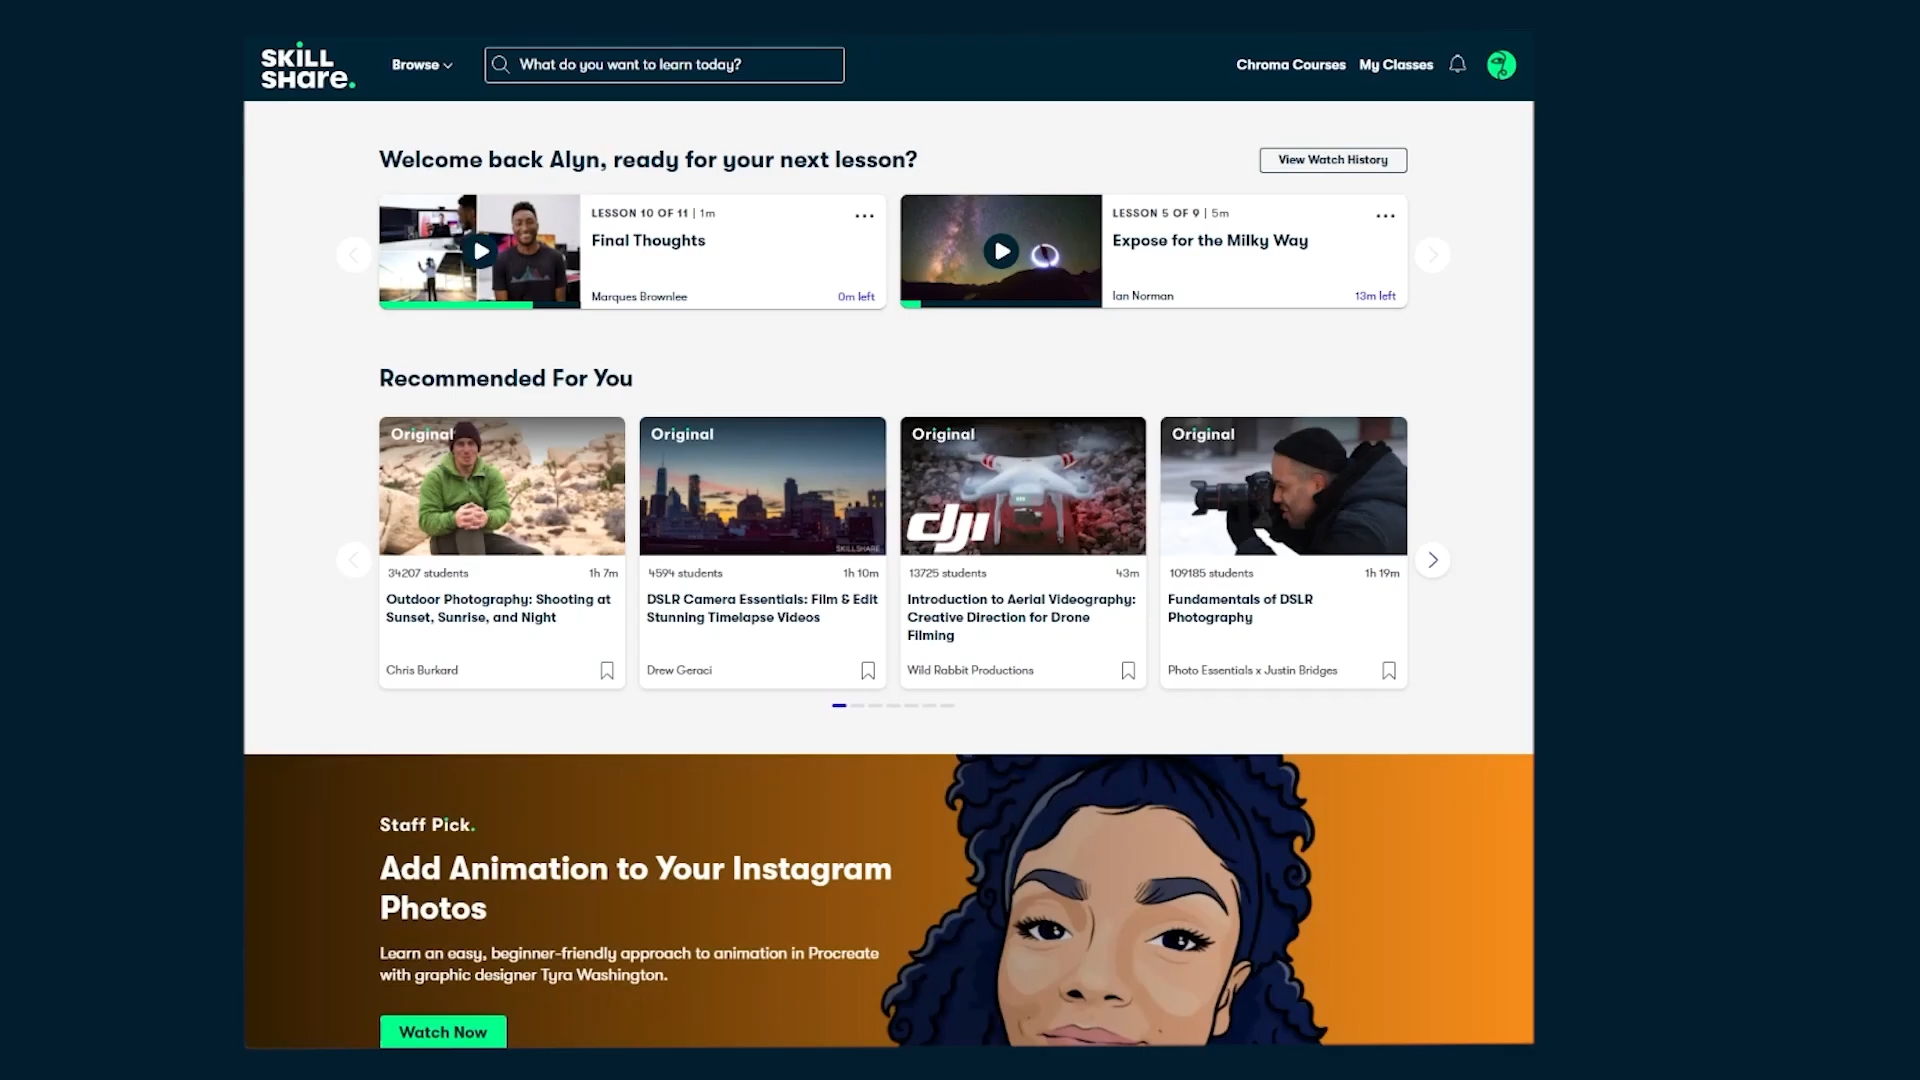 SKILL
SHare.
Browse
What do you want to learn today?
Chroma Courses
My Classes
Welcome back Alyn, ready for your next lesson?
View Watch History
LESSON 10 OF 11 | 1m
Final Thoughts
Marques Brownlee
0m left
LESSON 5 OF 9 | 5m
Expose for the Milky Way
Ian Norman
13m left
Recommended For You
Original
34207 students
1h 7m
Outdoor Photography: Shooting at
Sunset, Sunrise, and Night
Chris Burkard
Original
SKILLSHARE
4594 students
1h 10m
DSLR Camera Essentials: Film & Edit
Stunning Timelapse Videos
Drew Geraci
Original
dji
13725 students
43m
Introduction to Aerial Videography:
Creative Direction for Drone
Filming
Wild Rabbit Productions
Original
109185 students
1h 19m
Fundamentals of DSLR
Photography
Photo Essentials x Justin Bridges
Staff Pick.
Add Animation to Your Instagram
Photos
Learn an easy, beginner-friendly approach to animation in Procreate
with graphic designer Tyra Washington.
Watch Now